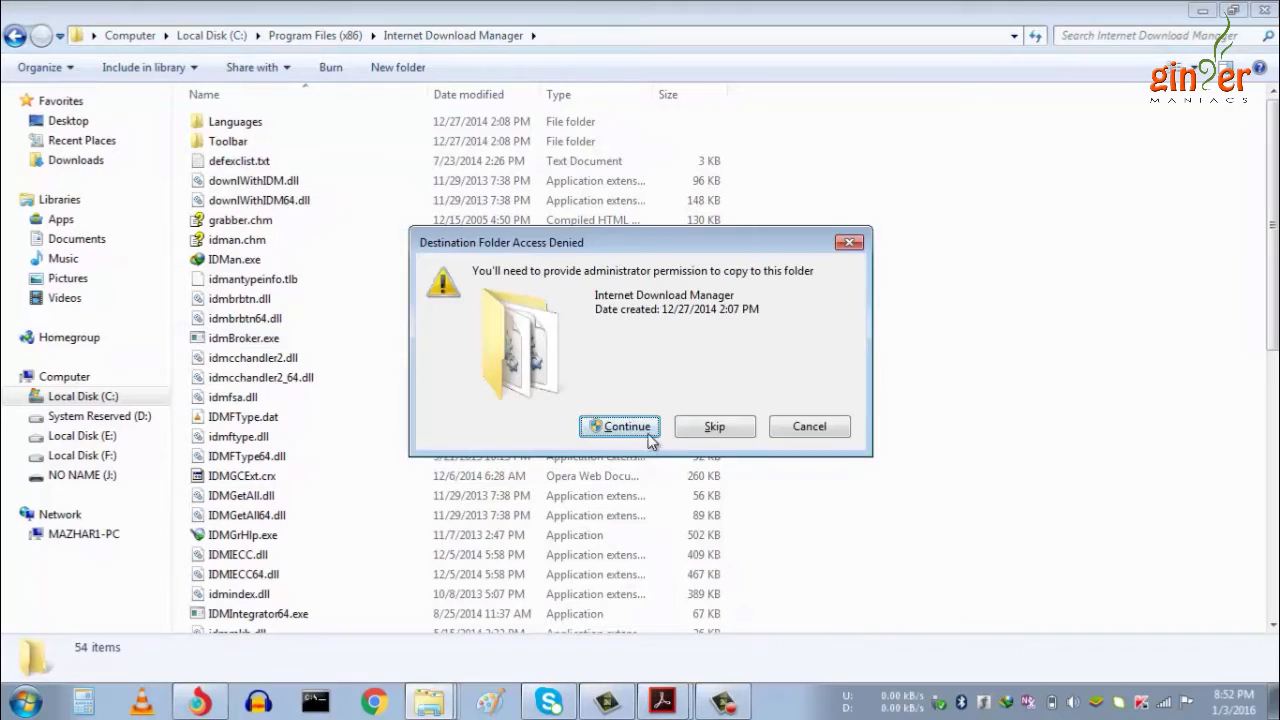 Computer Local Disk (C:) Program Files (x86) Internet Download Manager Search Internet Download Manager
ginger
MANIACS
Organize Include in library Share with Burn New folder
Favorites
Desktop
Recent Places
Downloads
Libraries
Apps
Documents
Music
Pictures
Videos
Homegroup
Computer
Local Disk (C:)
System Reserved (D:)
Local Disk (E:)
Local Disk (F:)
NO NAME (J:)
Network
MAZHAR1-PC
Name Date modified Type Size
Languages 12/27/2014 2:08 PM File folder
Toolbar 12/27/2014 2:08 PM File folder
defexclist.txt 7/23/2014 2:26 PM Text Document 3 KB
downlWithIDM.dll 11/29/2013 7:38 PM Application extens... 96 KB
downlWithIDM64.dll 11/29/2013 7:38 PM Application extens... 148 KB
grabber.chm 12/15/2005 4:50 PM Compiled HTML ... 130 KB
idman.chm
IDMan.exe
idmantypeinfo.tlb
idmbrbtn.dll
idmbrbtn64.dll
idmBroker.exe
idmcchandler2.dll
idmcchandler2_64.dll
idmfsa.dll
IDMFType.dat
idmftype.dll
IDMFType64.dll
IDMGCExt.crx 12/6/2014 6:28 AM Opera Web Docu... 260 KB
IDMGetAll.dll 11/29/2013 7:38 PM Application extens... 56 KB
IDMGetAll64.dll 11/29/2013 7:38 PM Application extens... 89 KB
IDMGrHlp.exe 11/7/2013 2:47 PM Application 502 KB
IDMIECC.dll 12/5/2014 5:58 PM Application extens... 409 KB
IDMIECC64.dll 12/5/2014 5:58 PM Application extens... 467 KB
idmindex.dll 10/8/2013 5:07 PM Application extens... 389 KB
IDMIntegrator64.exe 8/25/2014 11:37 AM Application 67 KB
Destination Folder Access Denied
You'll need to provide administrator permission to copy to this folder
Internet Download Manager
Date created: 12/27/2014 2:07 PM
Continue Skip Cancel
54 items
U: 0.00 kB/s
D: 0.00 kB/s
8:52 PM
1/3/2016